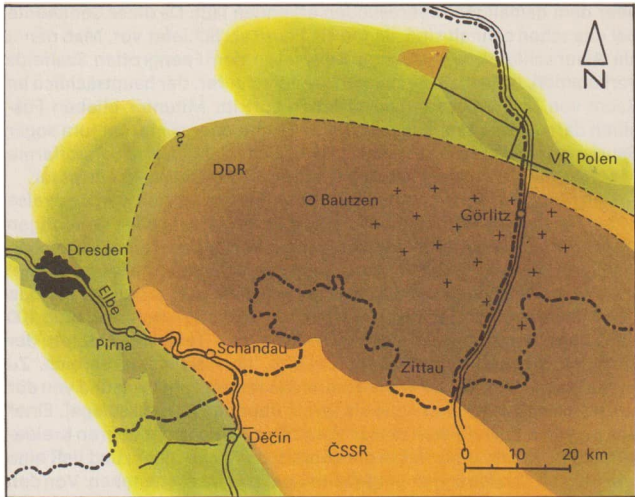 N
VR Polen
DDR
Bautzen
Görlitz
Dresden
Elbe
Pirna
Schandau
Zittau
Děčín
ČSSR
0 10 20 km